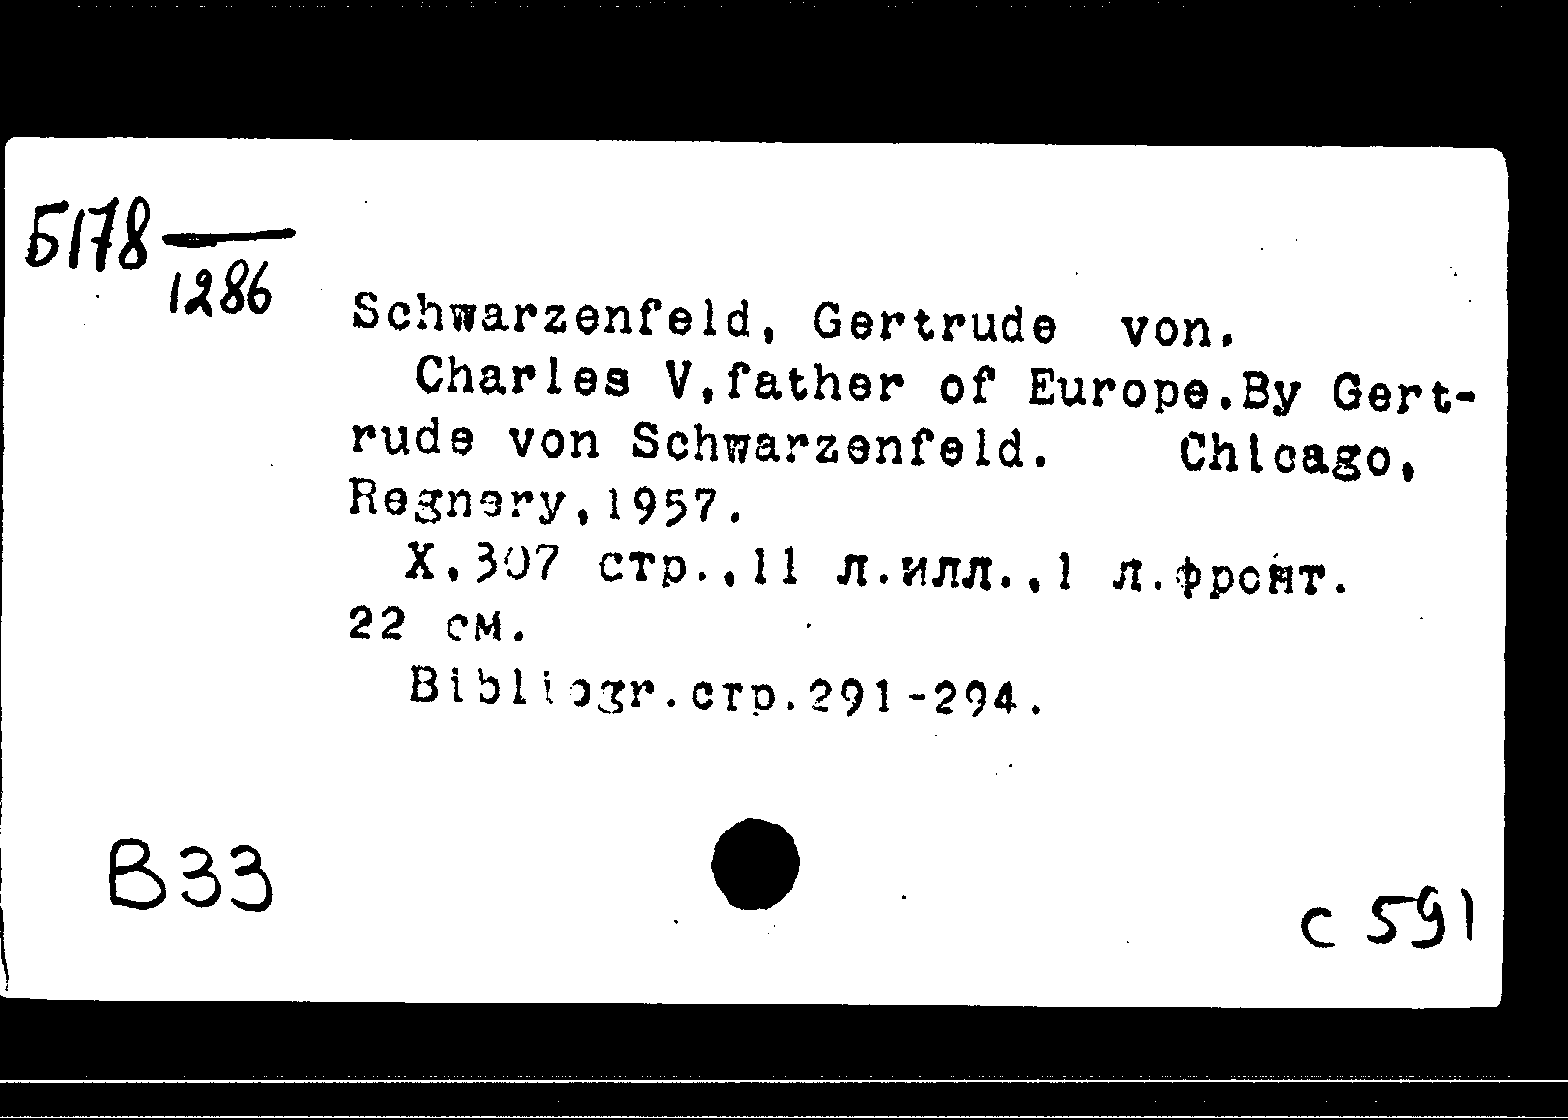 Б178 —
1286
Schwarzenfeld, Gertrude von.
Charles V,father of Europe.By Gert-
rude von Schwarzenfeld. Chicago,
Regnery,1957.
X,307 стр.,11 л.илл.,1 л.фронт.
22 см.
Bibliogr.стр.291-294.
В33
с 591